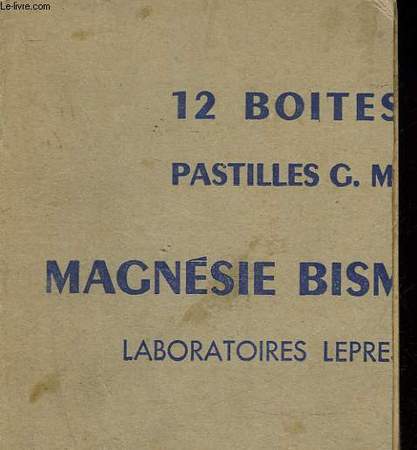 Le-livre.com
12 BOITES
PASTILLES G. M
MAGNÉSIE BISM
LABORATOIRES LEPRE